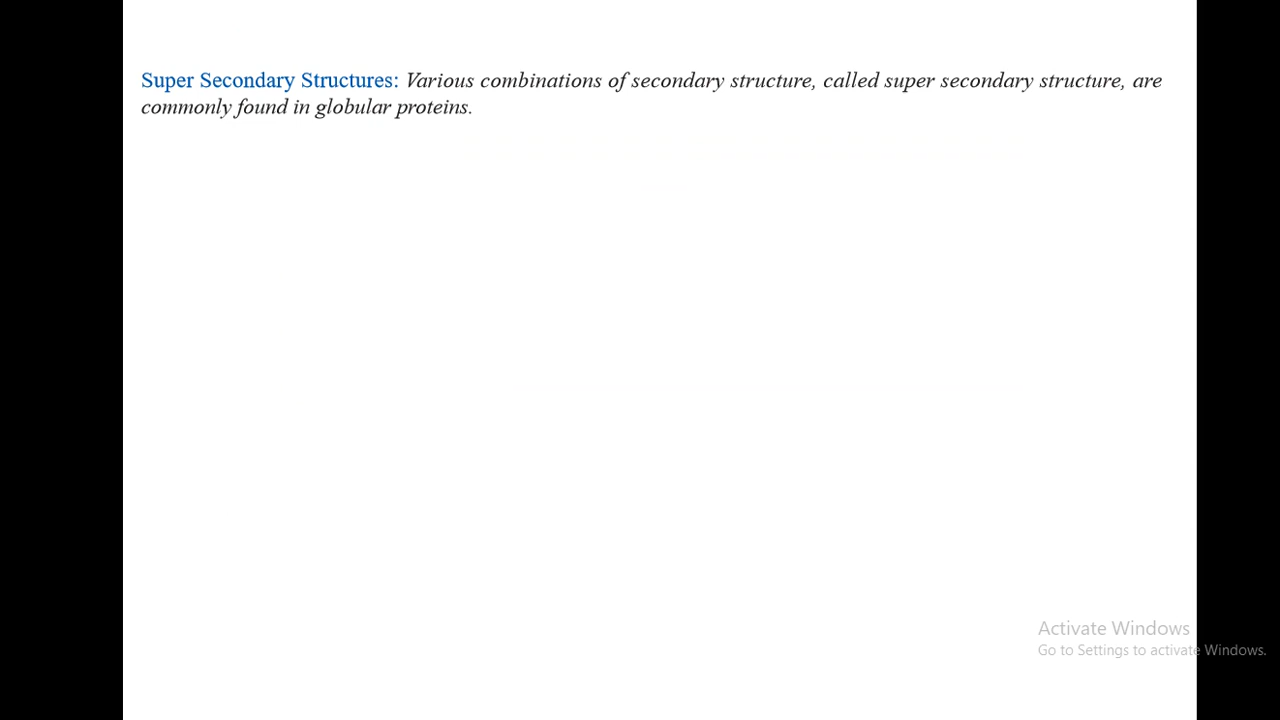 Super Secondary Structures: Various combinations of secondary structure, called super secondary structure, are
commonly found in globular proteins.
Activate Windows
Go to Settings to activate Windows.